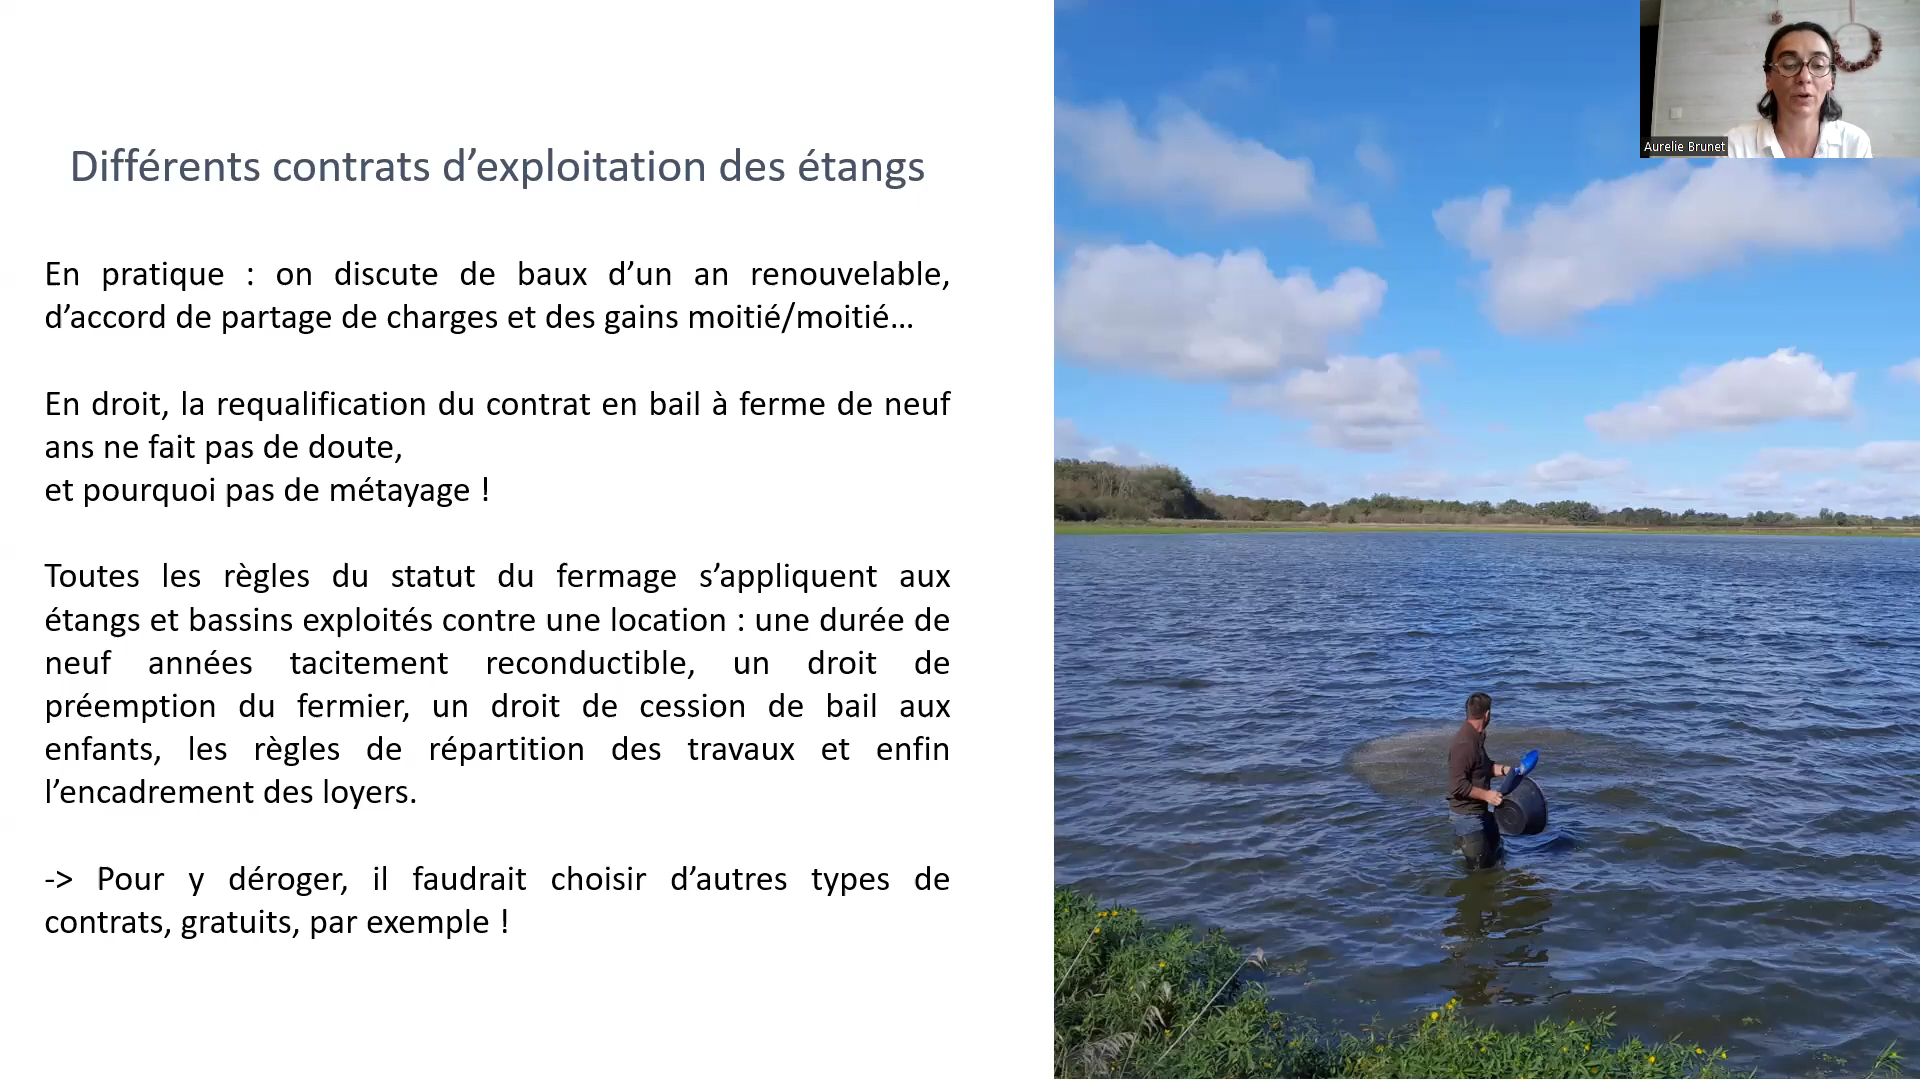 Différents contrats d’exploitation des étangs
En pratique : on discute de baux d’un an renouvelable,
d’accord de partage de charges et des gains moitié/moitié…
En droit, la requalification du contrat en bail à ferme de neuf
ans ne fait pas de doute,
et pourquoi pas de métayage !
Toutes les règles du statut du fermage s’appliquent aux
étangs et bassins exploités contre une location : une durée de
neuf années tacitement reconductible, un droit de
préemption du fermier, un droit de cession de bail aux
enfants, les règles de répartition des travaux et enfin
l’encadrement des loyers.
-> Pour y déroger, il faudrait choisir d’autres types de
contrats, gratuits, par exemple !
Aurelie Brunet